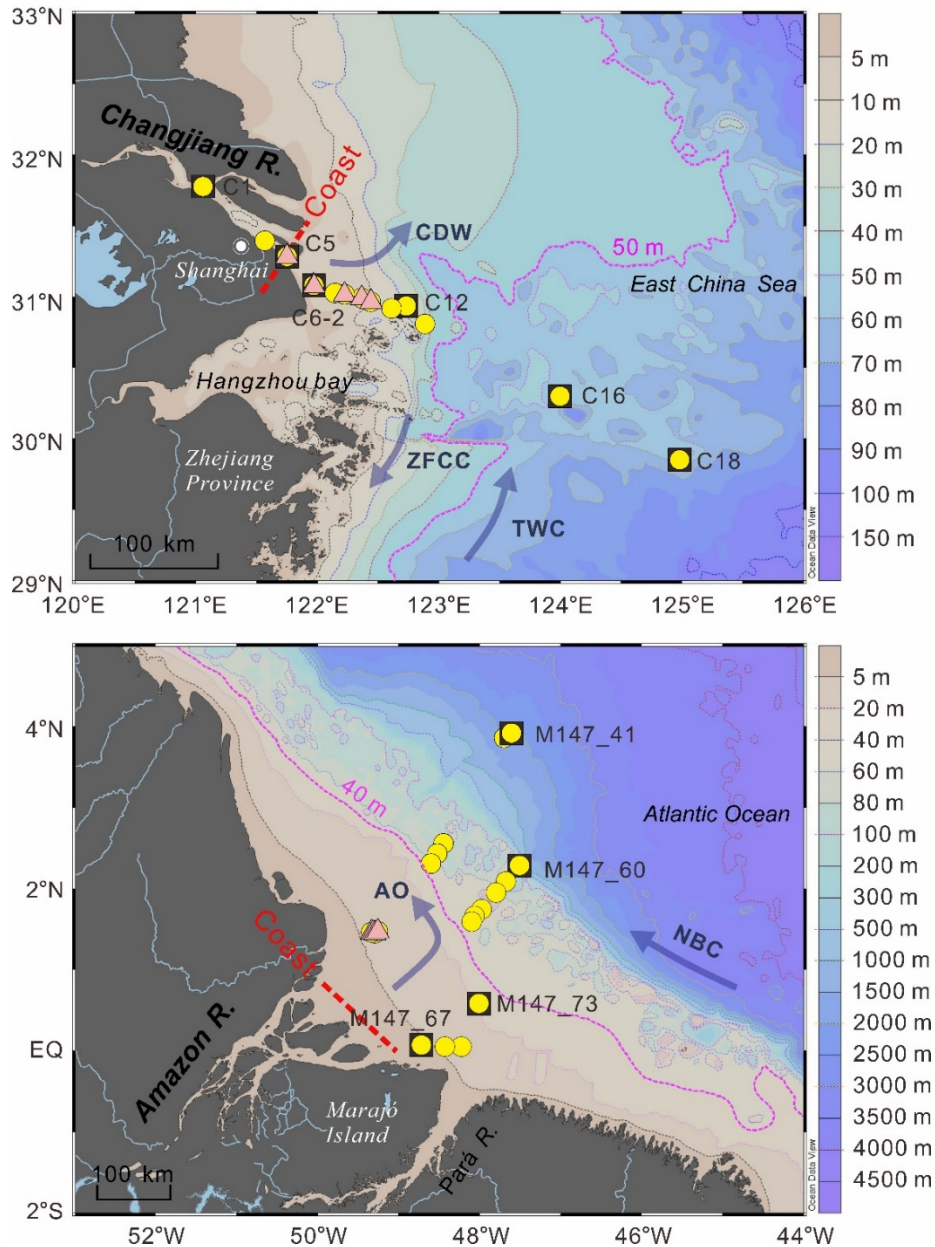 33°N
32°N
31°N
30°N
29°N
120°E
121°E
122°E
123°E
124°E
125°E
126°E
Changjiang R.
Coast
C1
C5
Shanghai
CDW
50 m
East China Sea
C6-2
C12
Hangzhou bay
C16
Zhejiang
Province
ZFCC
C18
TWC
100 km
Ocean Data View
5 m
10 m
20 m
30 m
40 m
50 m
60 m
70 m
80 m
90 m
100 m
150 m
4°N
2°N
EQ
2°S
52°W
50°W
48°W
46°W
44°W
M147_41
40 m
Atlantic Ocean
M147_60
AO
Coast
NBC
M147_73
M147_67
Amazon R.
Marajó
Island
Pará R.
100 km
Ocean Data View
5 m
20 m
40 m
60 m
80 m
100 m
200 m
300 m
500 m
1000 m
1500 m
2000 m
2500 m
3000 m
3500 m
4000 m
4500 m